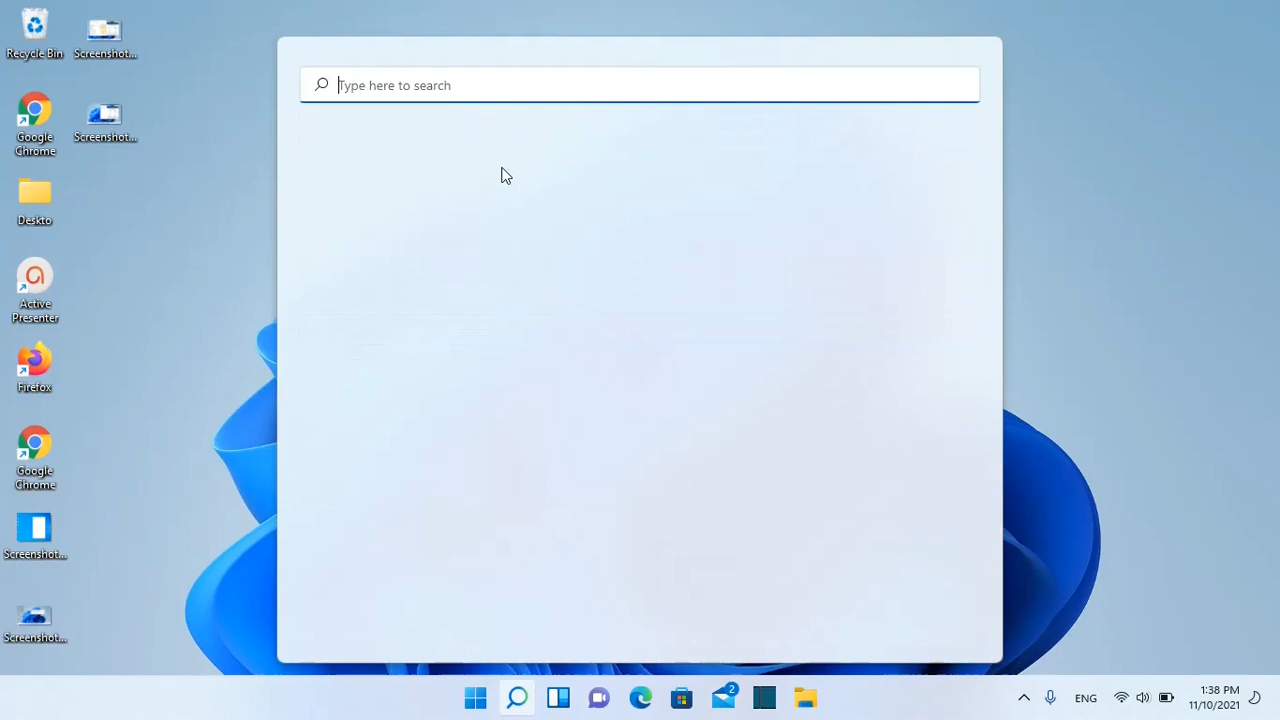 Recycle Bin
Screenshot...
Google
Chrome
Screenshot...
Deskto
Active
Presenter
Firefox
Google
Chrome
Screenshot...
Screenshot...
Type here to search
2
ENG
1:38 PM
11/10/2021